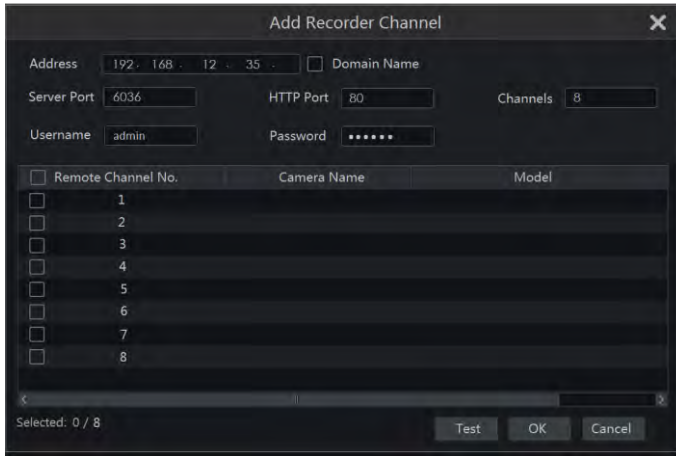 Add Recorder Channel
Address 192 . 168 . 12 . 35 . Domain Name
Server Port 6036 HTTP Port 80 Channels 8
Username admin Password ••••••
Remote Channel No. Camera Name Model
1
2
3
4
5
6
7
8
Selected: 0 / 8 Test OK Cancel